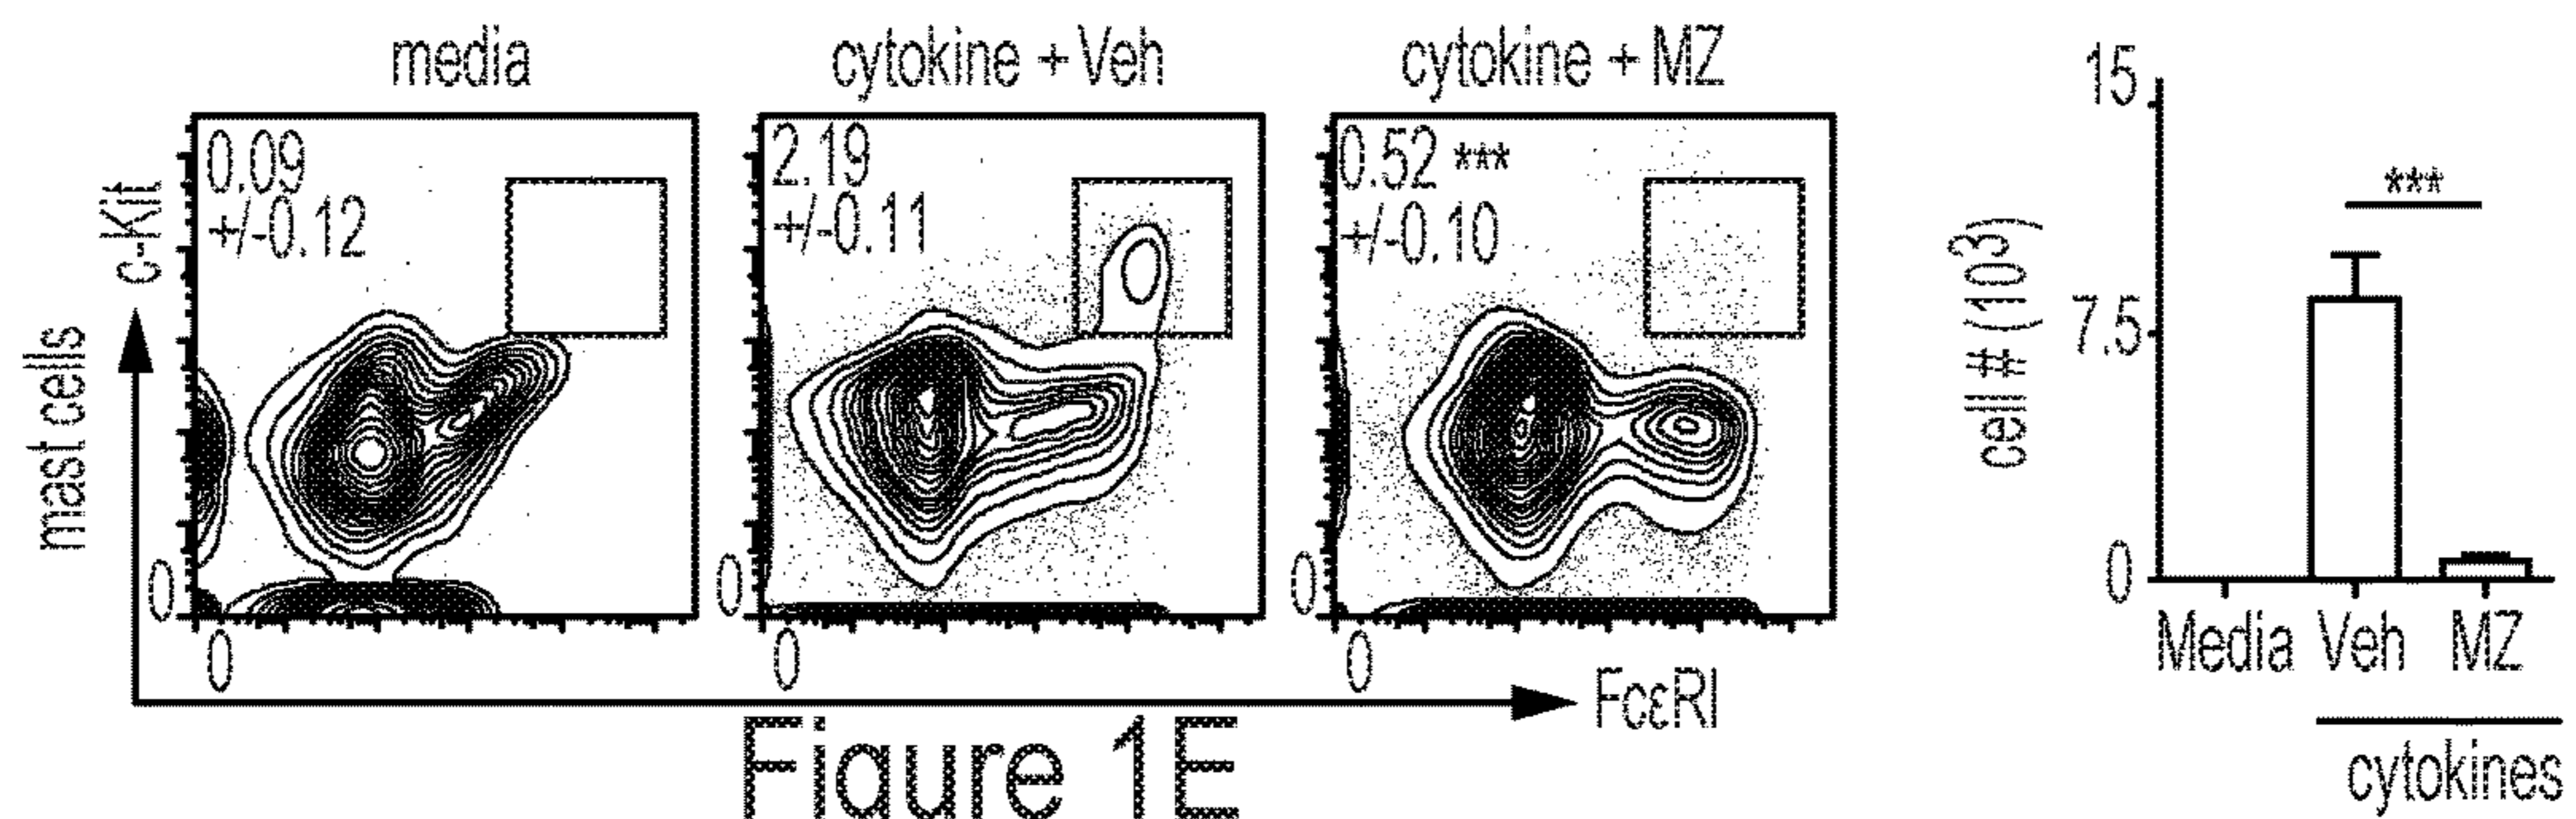 media
cytokine + Veh
cytokine + MZ
mast cells
c-Kit
0.09
+/-0.12
0
0
2.19
+/-0.11
0
0
0.52 ***
+/-0.10
0
0
FcεRI
cell # (10³)
15
7.5
0
***
Media Veh MZ
cytokines
Figure 1E